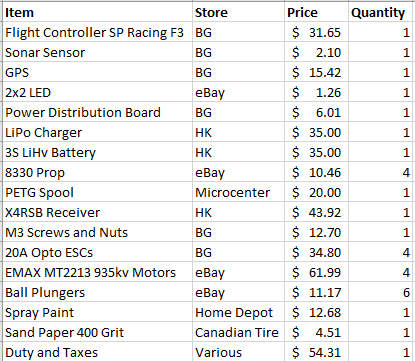 Item Store Price Quantity
Flight Controller SP Racing F3 BG $ 31.65 1
Sonar Sensor BG $ 2.10 1
GPS BG $ 15.42 1
2x2 LED eBay $ 1.26 1
Power Distribution Board BG $ 6.01 1
LiPo Charger HK $ 35.00 1
3S LiHv Battery HK $ 35.00 1
8330 Prop eBay $ 10.46 4
PETG Spool Microcenter $ 20.00 1
X4RSB Receiver HK $ 43.92 1
M3 Screws and Nuts BG $ 12.70 1
20A Opto ESCs BG $ 34.80 4
EMAX MT2213 935kv Motors eBay $ 61.99 4
Ball Plungers eBay $ 11.17 6
Spray Paint Home Depot $ 12.68 1
Sand Paper 400 Grit Canadian Tire $ 4.51 1
Duty and Taxes Various $ 54.31 1